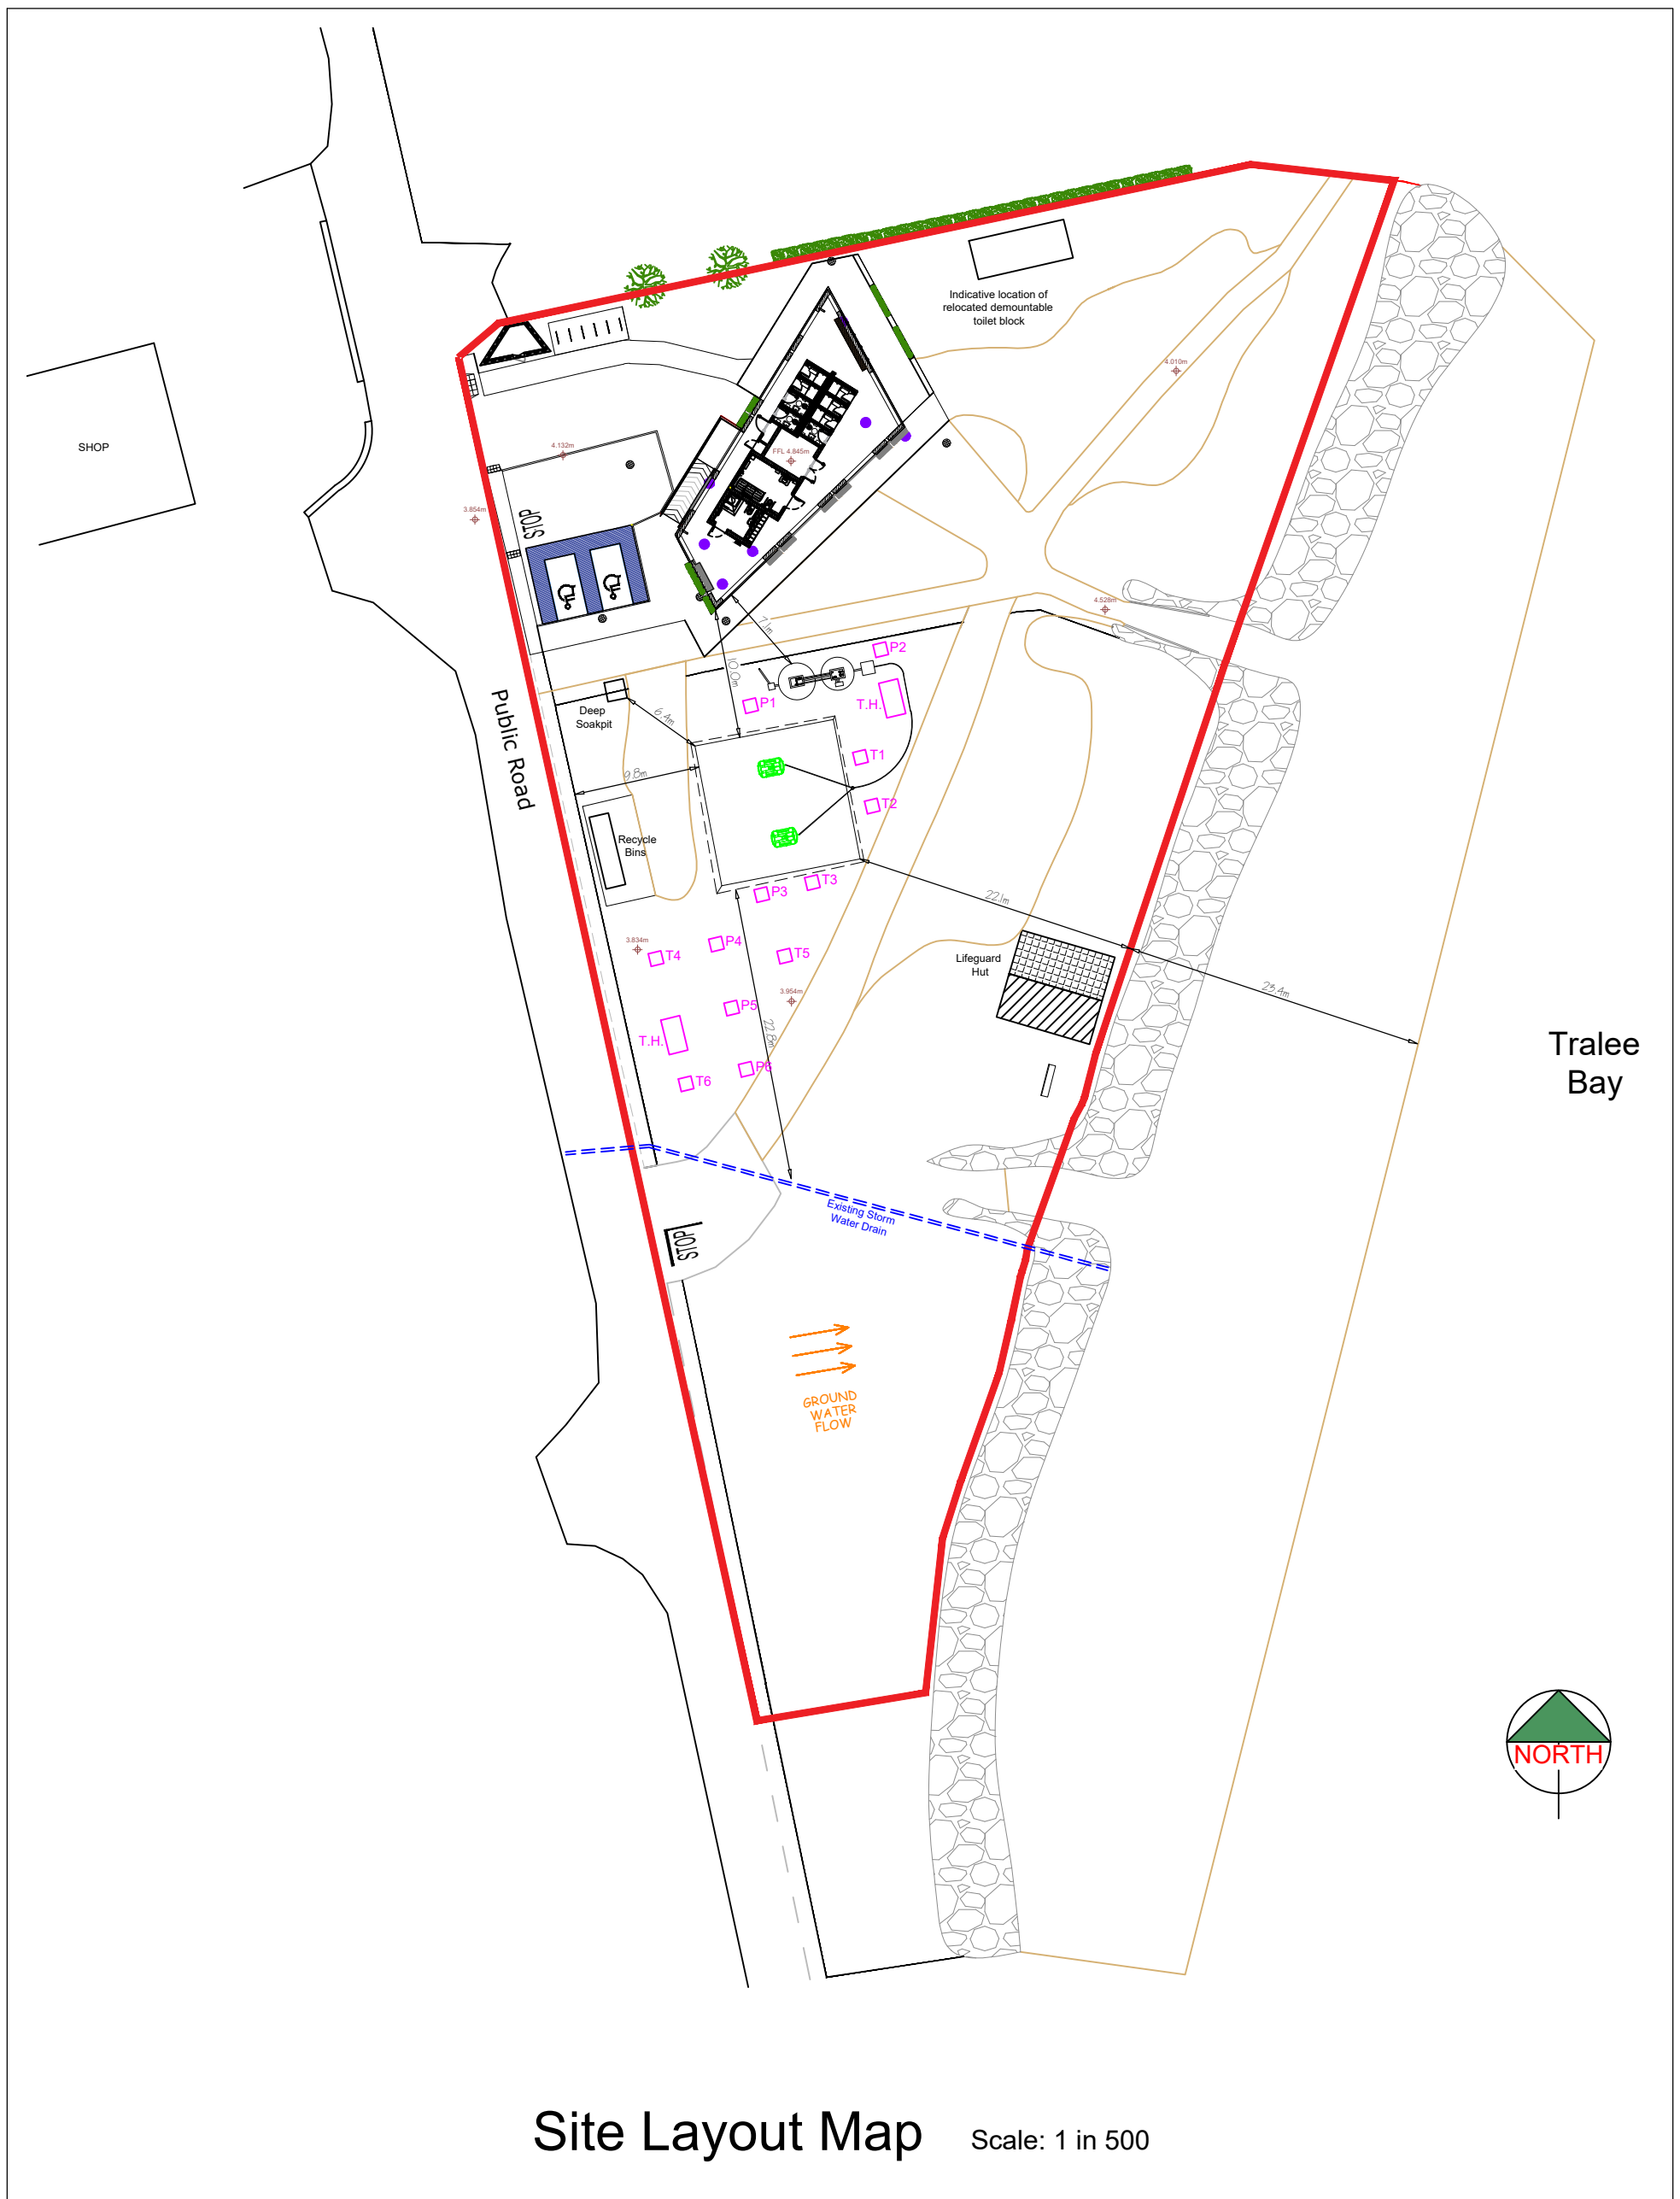 Indicative location of
relocated demountable
toilet block
4.010m
SHOP
4.132m
FFL 4.845m
3.854m
STOP
4.528m
7.1m
P2
10.0m
P1
T.H.
Deep
Soakpit
6.4m
Public Road
T1
9.8m
T2
Recycle
Bins
T3
P3
22.1m
3.834m
T4
P4
T5
Lifeguard
Hut
23.4m
3.954m
P5
22.8m
T.H.
P6
T6
Tralee
Bay
Existing Storm
Water Drain
STOP
GROUND
WATER
FLOW
NORTH
Site Layout Map
Scale: 1 in 500